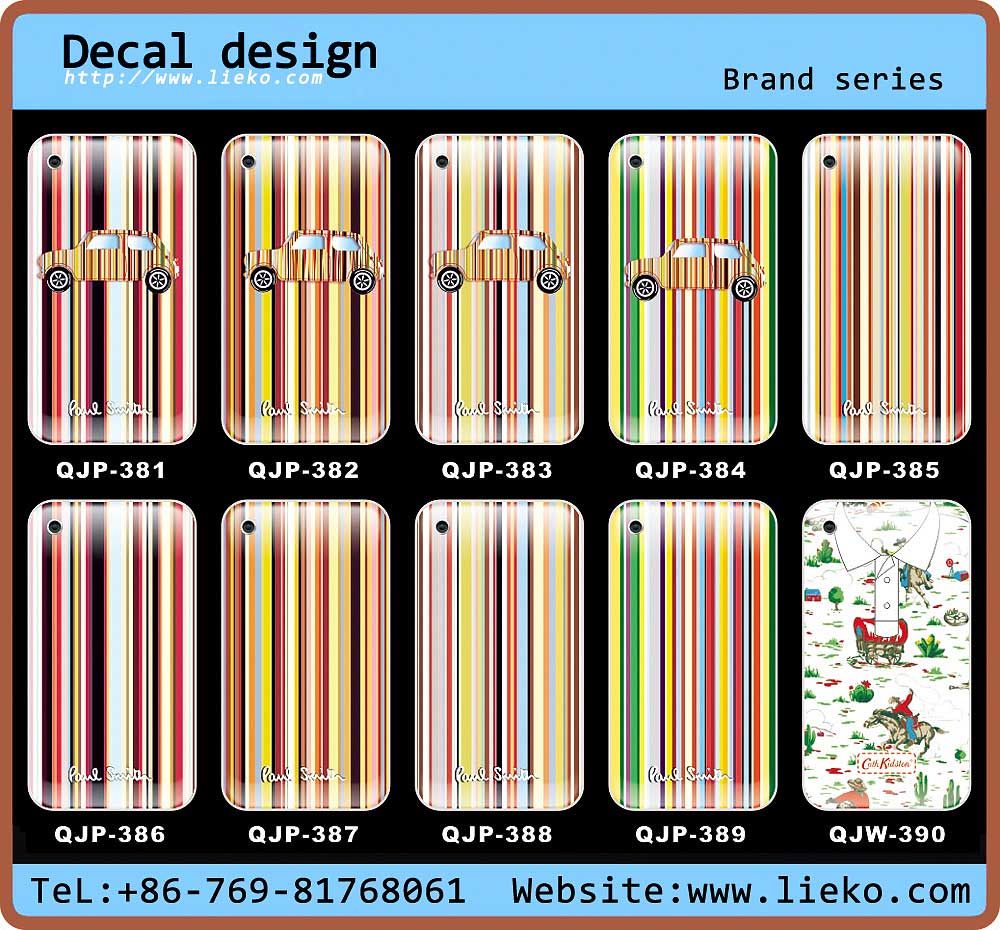 Decal design
http://www.lieko.com
Brand series
Paul Smith Paul Smith Paul Smith Paul Smith Paul Smith
QJP-381 QJP-382 QJP-383 QJP-384 QJP-385
Paul Smith Paul Smith Paul Smith Paul Smith
Cath Kidston
QJP-386 QJP-387 QJP-388 QJP-389 QJW-390
TeL:+86-769-81768061 Website:www.lieko.com